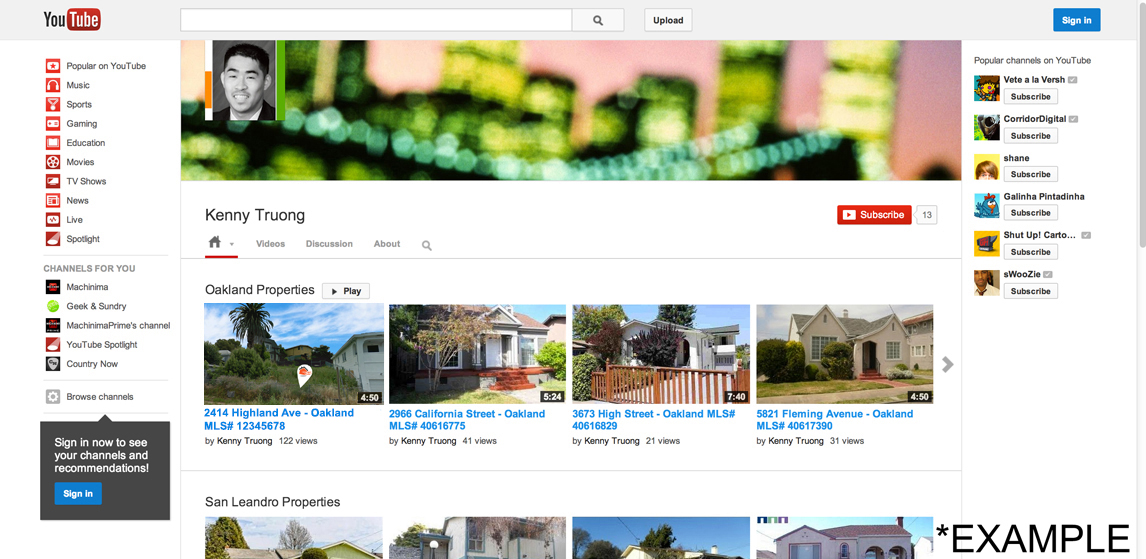 YouTube
Upload
Sign in
Popular on YouTube
Music
Sports
Gaming
Education
Movies
TV Shows
News
Live
Spotlight
CHANNELS FOR YOU
Machinima
Geek & Sundry
MachinimaPrime's channel
YouTube Spotlight
Country Now
Browse channels
Sign in now to see
your channels and
recommendations!
Sign in
Kenny Truong
Subscribe 13
Videos Discussion About
Oakland Properties Play
4:50
5:24
7:40
4:50
2414 Highland Ave - Oakland
MLS# 12345678
by Kenny Truong 122 views
2966 California Street - Oakland
MLS# 40616775
by Kenny Truong 41 views
3673 High Street - Oakland MLS#
40616829
by Kenny Truong 21 views
5821 Fleming Avenue - Oakland
MLS# 40617390
by Kenny Truong 31 views
San Leandro Properties
Popular channels on YouTube
Vete a la Versh
Subscribe
CorridorDigital
Subscribe
shane
Subscribe
Galinha Pintadinha
Subscribe
Shut Up! Carto...
Subscribe
sWooZie
Subscribe
*EXAMPLE